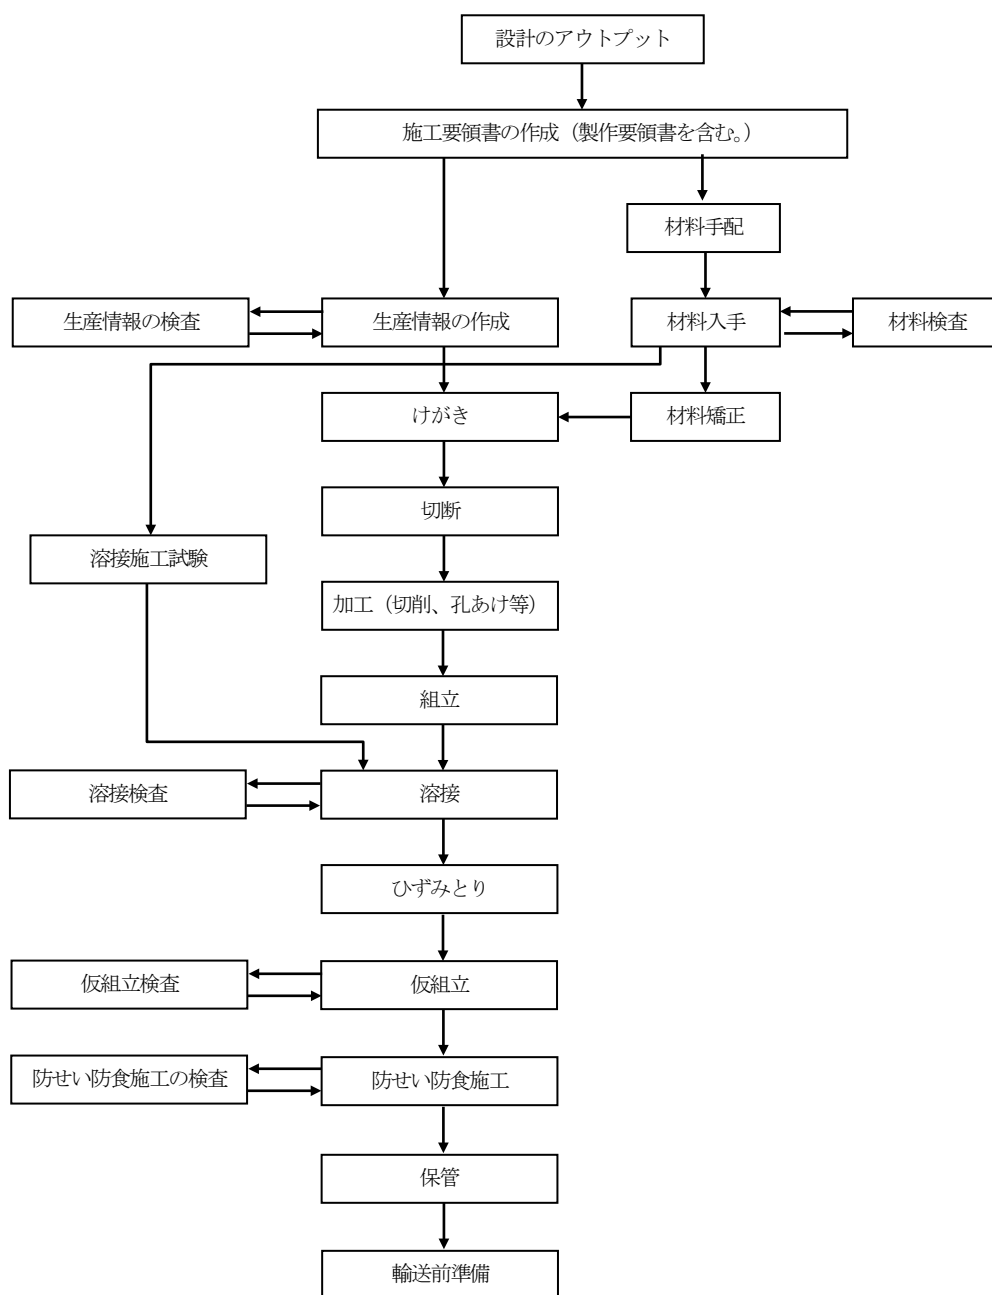 設計のアウトプット
施工要領書の作成（製作要領書を含む。）
材料手配
生産情報の検査
生産情報の作成
材料入手
材料検査
けがき
材料矯正
切断
溶接施工試験
加工（切削、孔あけ等）
組立
溶接検査
溶接
ひずみとり
仮組立検査
仮組立
防せい防食施工の検査
防せい防食施工
保管
輸送前準備